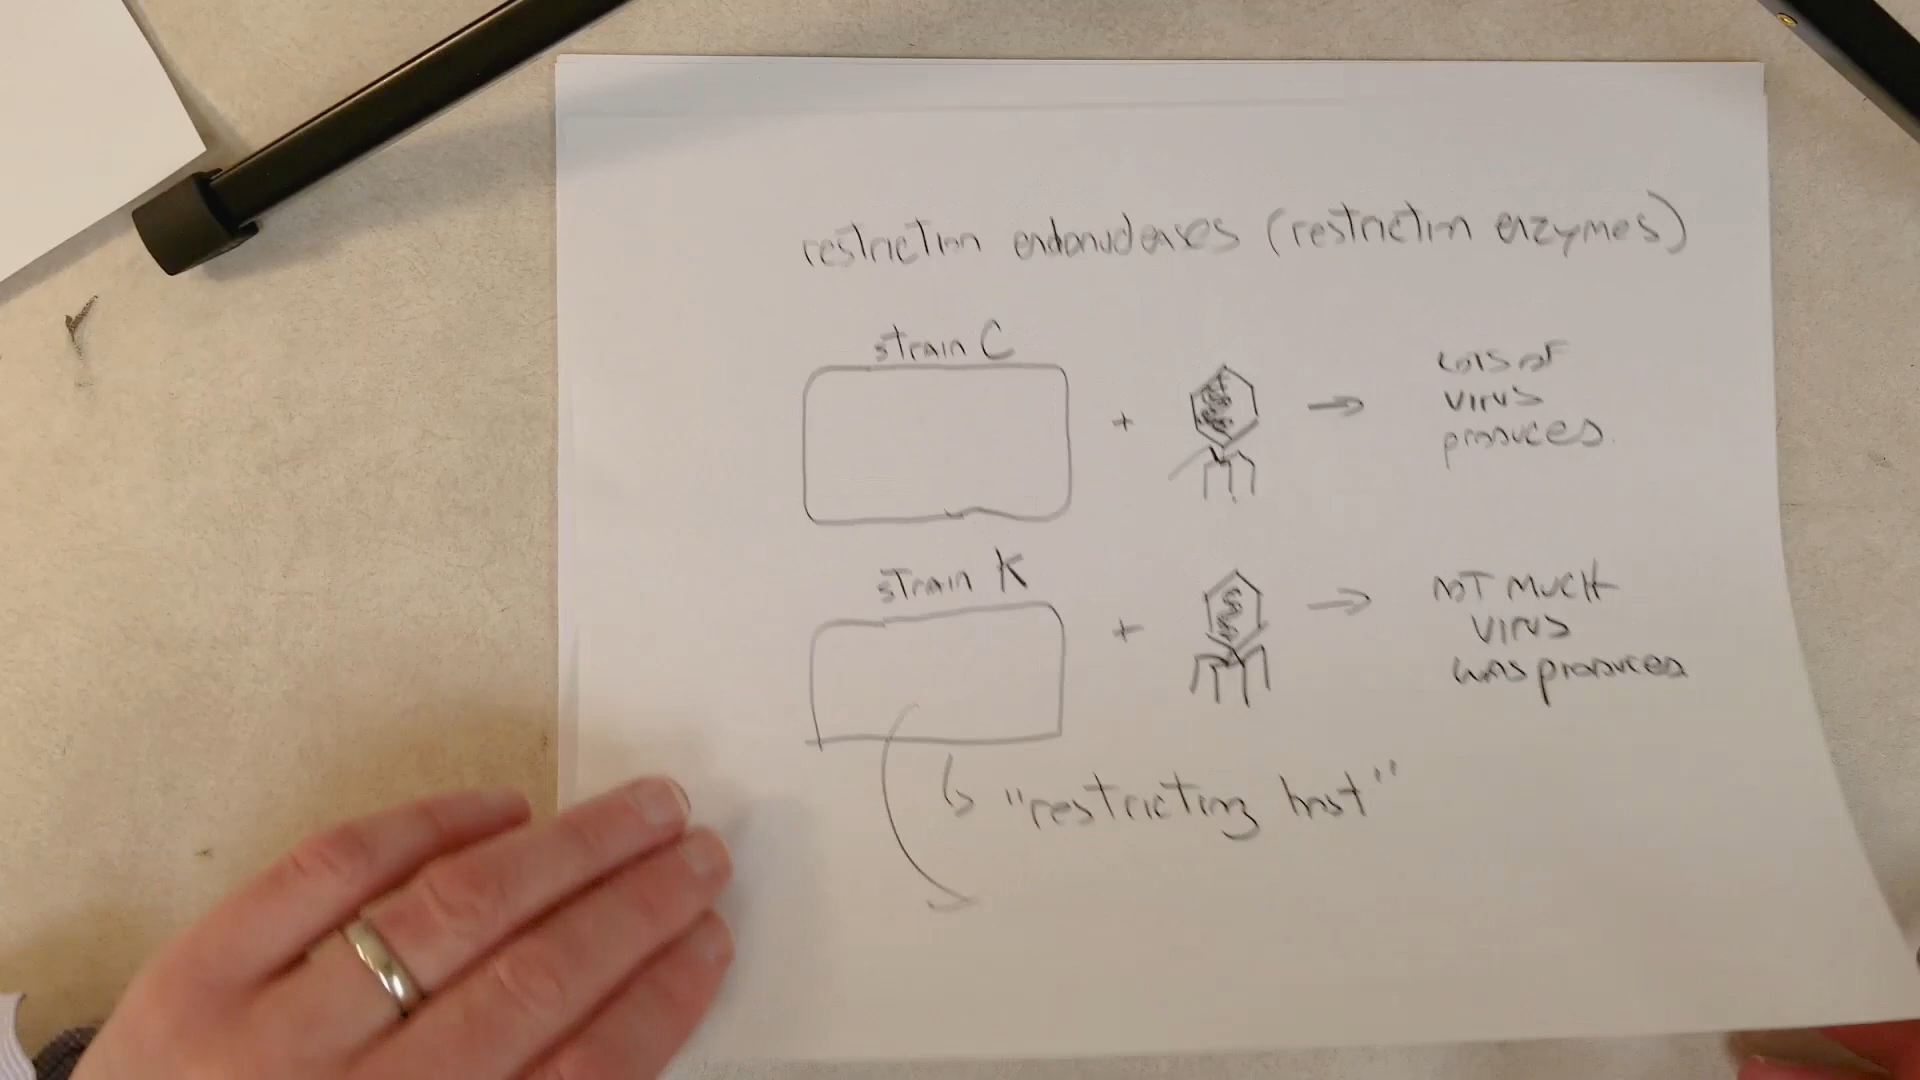 restriction endonucleases (restriction enzymes)
strain C
+
→
Lots of
virus
produced
strain K
+
→
not much
virus
was produced
↳ "restricting host"